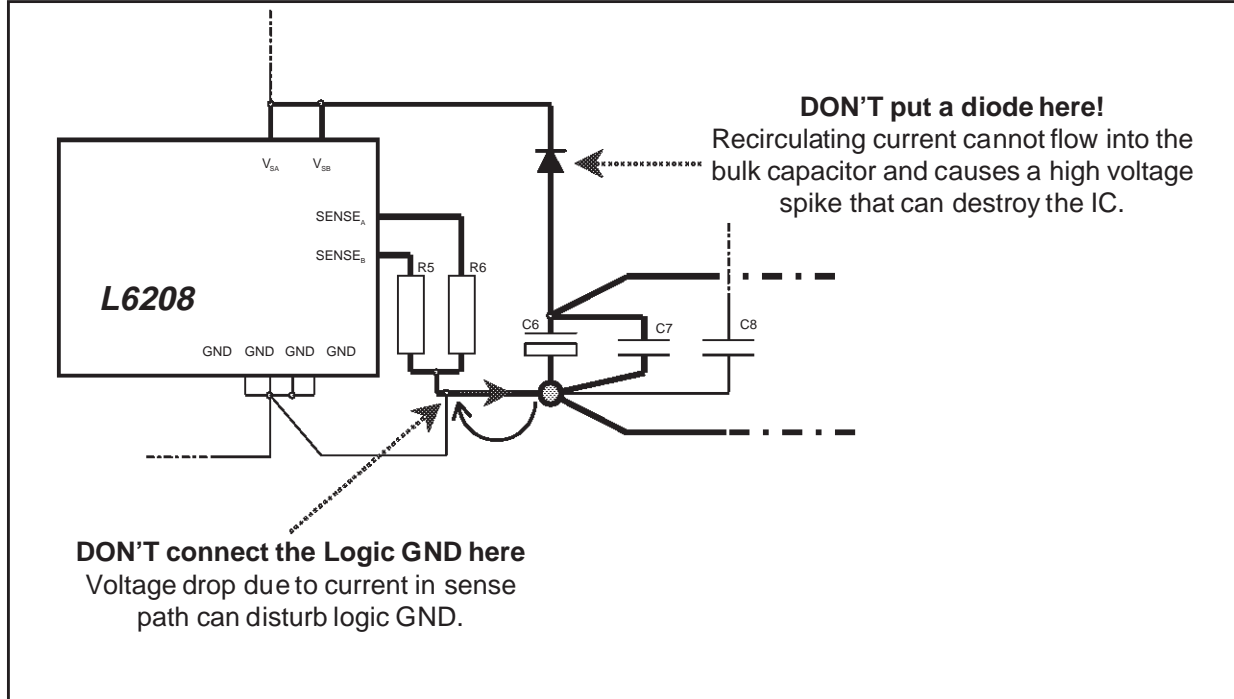 DON'T put a diode here!
Recirculating current cannot flow into the
bulk capacitor and causes a high voltage
spike that can destroy the IC.
VSA VSB
SENSEA
SENSEB
R5 R6
L6208
C6 C7 C8
GND GND GND GND
DON'T connect the Logic GND here
Voltage drop due to current in sense
path can disturb logic GND.